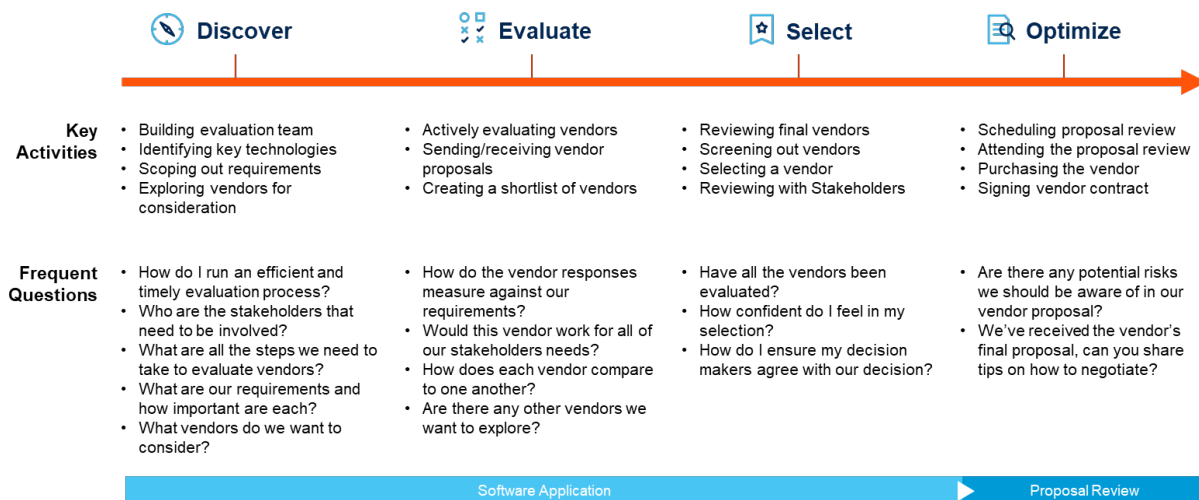 Discover
Evaluate
Select
Optimize
Key
Activities
• Building evaluation team
• Identifying key technologies
• Scoping out requirements
• Exploring vendors for
consideration
• Actively evaluating vendors
• Sending/receiving vendor
proposals
• Creating a shortlist of vendors
• Reviewing final vendors
• Screening out vendors
• Selecting a vendor
• Reviewing with Stakeholders
• Scheduling proposal review
• Attending the proposal review
• Purchasing the vendor
• Signing vendor contract
Frequent
Questions
• How do I run an efficient and
timely evaluation process?
• Who are the stakeholders that
need to be involved?
• What are all the steps we need to
take to evaluate vendors?
• What are our requirements and
how important are each?
• What vendors do we want to
consider?
• How do the vendor responses
measure against our
requirements?
• Would this vendor work for all of
our stakeholders needs?
• How does each vendor compare
to one another?
• Are there any other vendors we
want to explore?
• Have all the vendors been
evaluated?
• How confident do I feel in my
selection?
• How do I ensure my decision
makers agree with our decision?
• Are there any potential risks
we should be aware of in our
vendor proposal?
• We’ve received the vendor’s
final proposal, can you share
tips on how to negotiate?
Software Application
Proposal Review